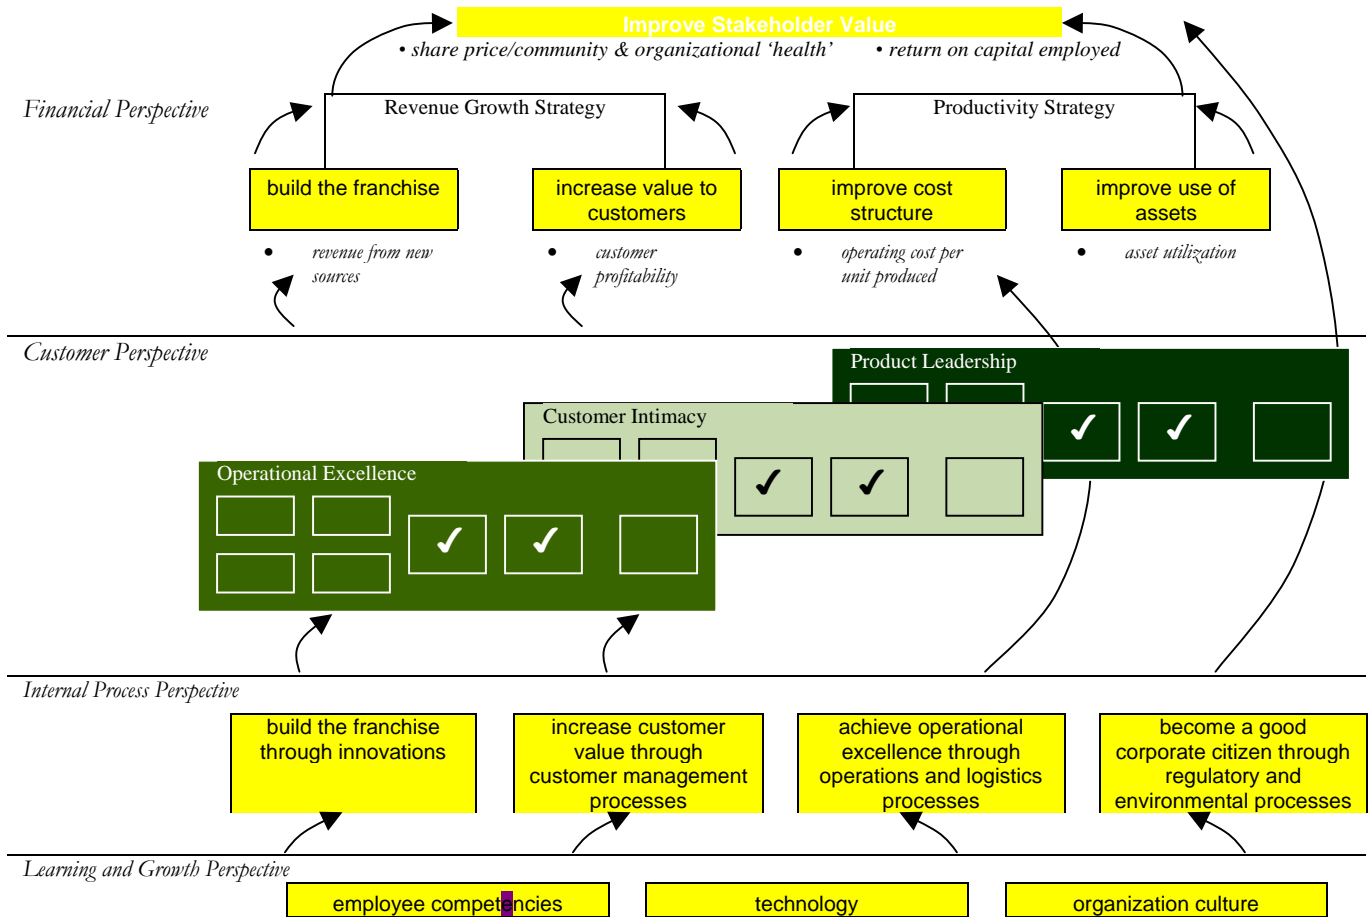 Improve Stakeholder Value
• share price/community & organizational ‘health’ • return on capital employed
Financial Perspective
Revenue Growth Strategy
Productivity Strategy
build the franchise
increase value to
customers
improve cost
structure
improve use of
assets
• revenue from new
sources
• customer
profitability
• operating cost per
unit produced
• asset utilization
Customer Perspective
Product Leadership
Customer Intimacy
Operational Excellence
Internal Process Perspective
build the franchise
through innovations
increase customer
value through
customer management
processes
achieve operational
excellence through
operations and logistics
processes
become a good
corporate citizen through
regulatory and
environmental processes
Learning and Growth Perspective
employee competencies
technology
organization culture